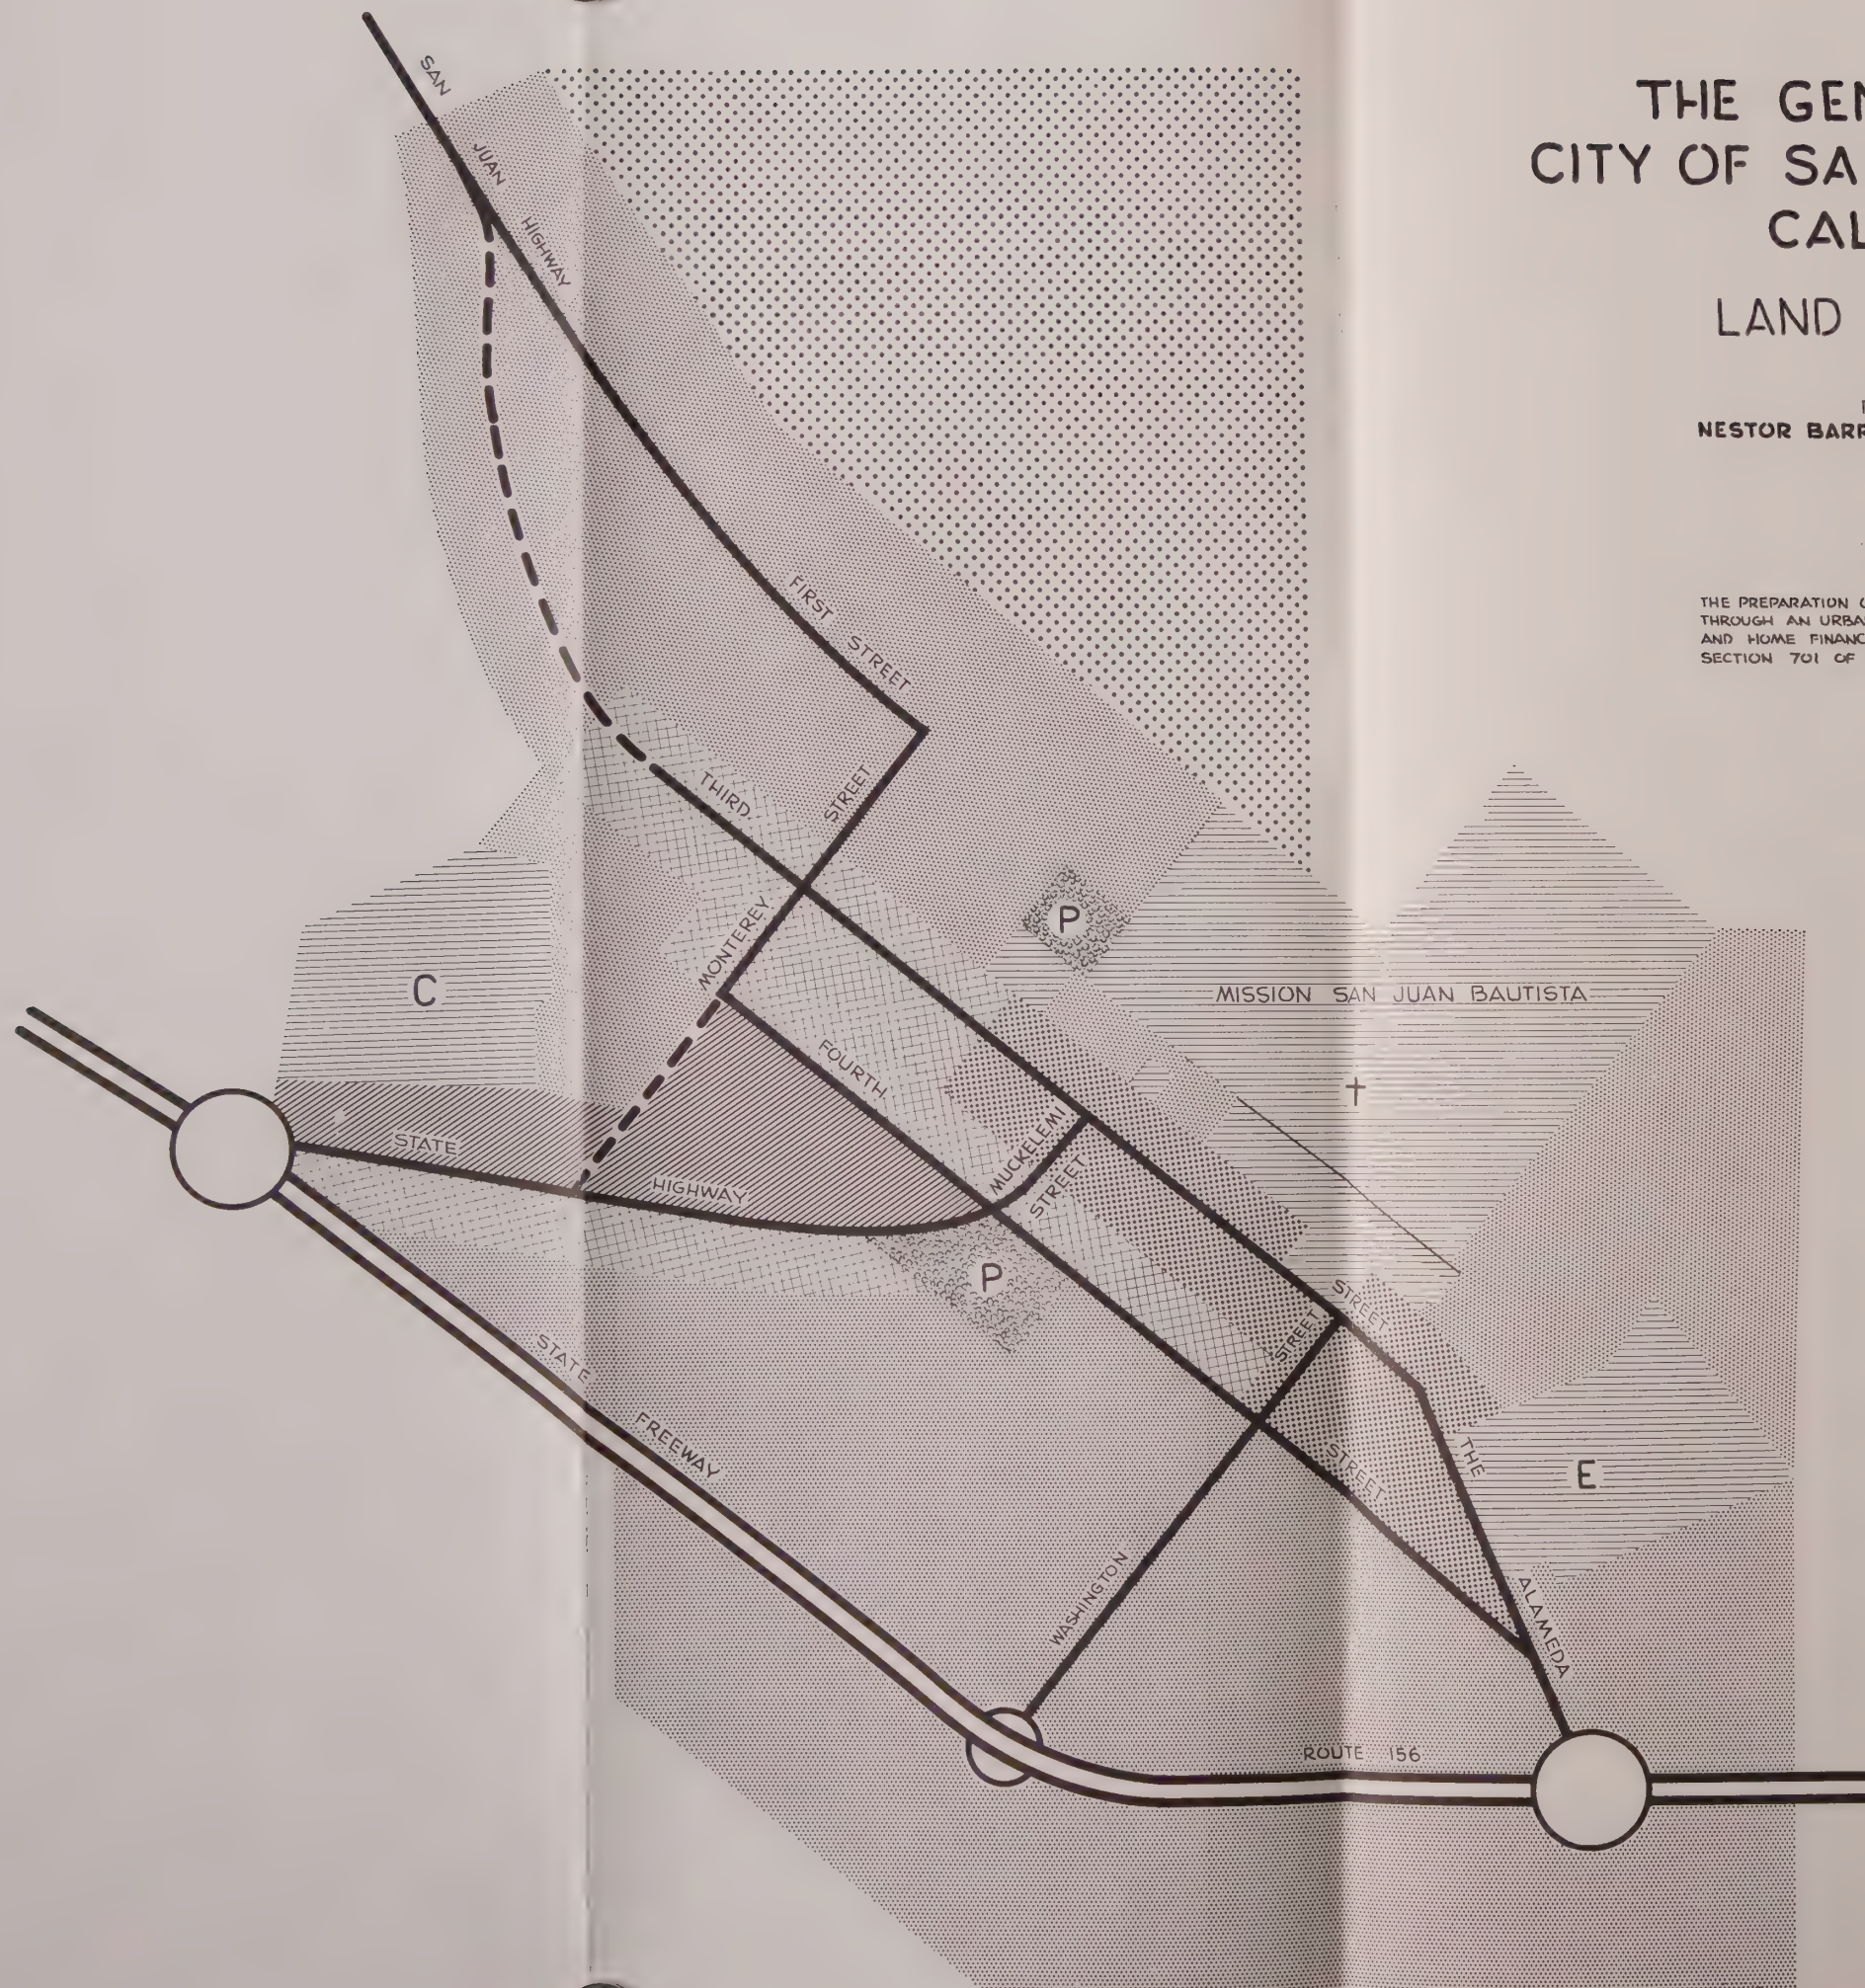 THE GEN
CITY OF SA
CAL
LAND
NESTOR BARR
THE PREPARATION
THROUGH AN URBA
AND HOME FINANC
SECTION 701 OF
SAN JUAN HIGHWAY
FIRST STREET
THIRD STREET
MONTEREY STREET
P
C
MISSION SAN JUAN BAUTISTA
FOURTH STREET
MUCKELEMI STREET
STATE HIGHWAY
P
STATE FREEWAY
WASHINGTON STREET
THE ALAMEDA
E
ROUTE 156